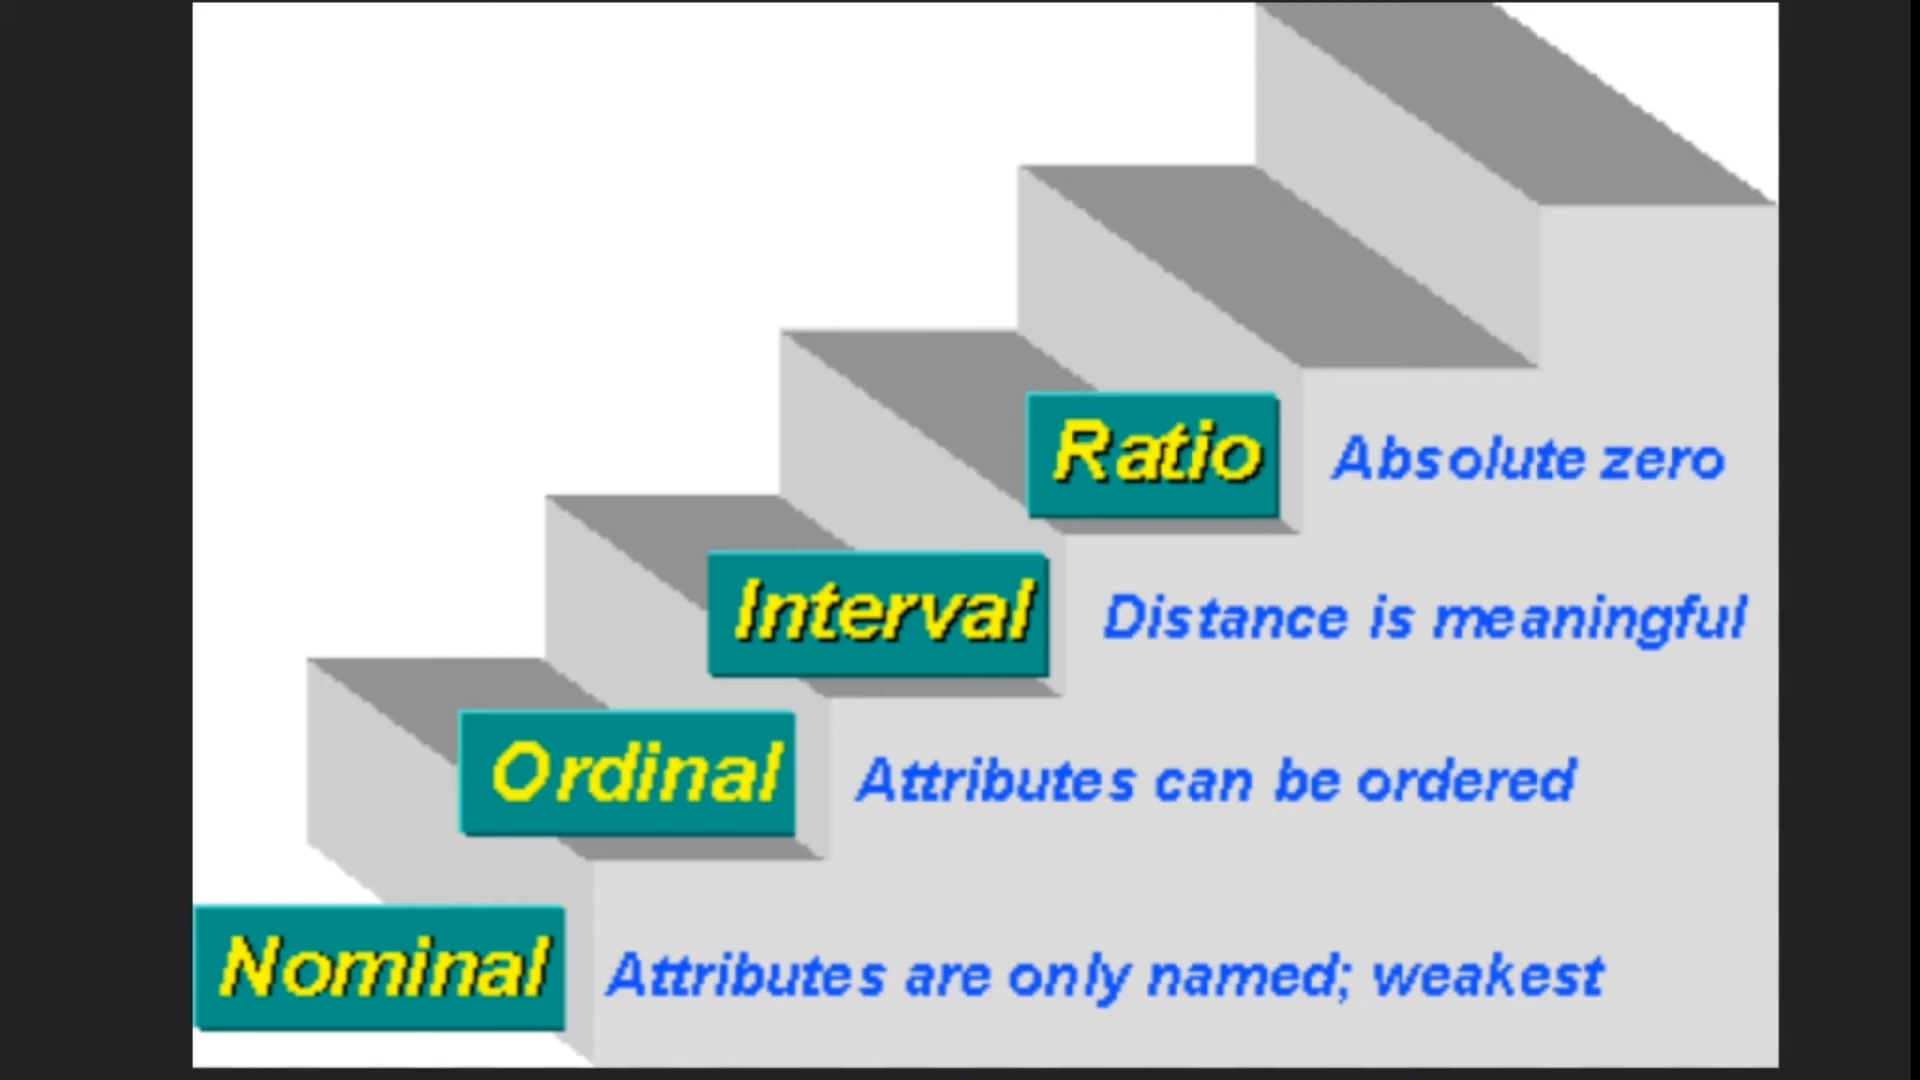 Ratio Absolute zero
Interval Distance is meaningful
Ordinal Attributes can be ordered
Nominal Attributes are only named; weakest